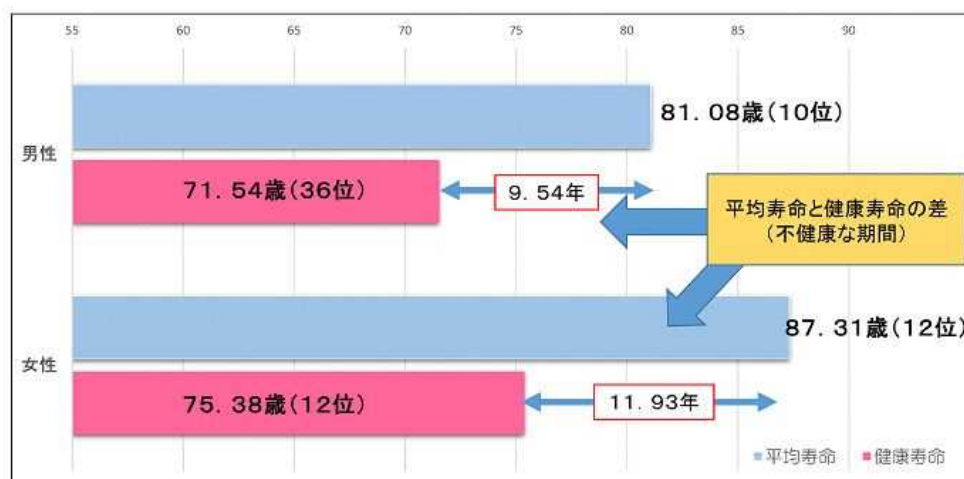 55 60 65 70 75 80 85 90
81.08歳(10位)
男性
71.54歳(36位)
9.54年
平均寿命と健康寿命の差
(不健康な期間)
87.31歳(12位)
女性
75.38歳(12位)
11.93年
平均寿命 健康寿命